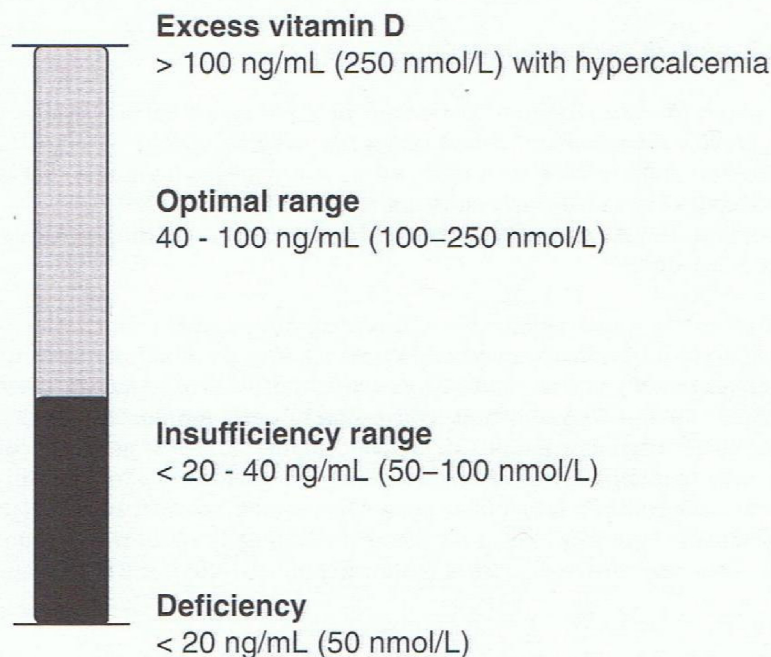 Excess vitamin D
> 100 ng/mL (250 nmol/L) with hypercalcemia
Optimal range
40 - 100 ng/mL (100–250 nmol/L)
Insufficiency range
< 20 - 40 ng/mL (50–100 nmol/L)
Deficiency
< 20 ng/mL (50 nmol/L)